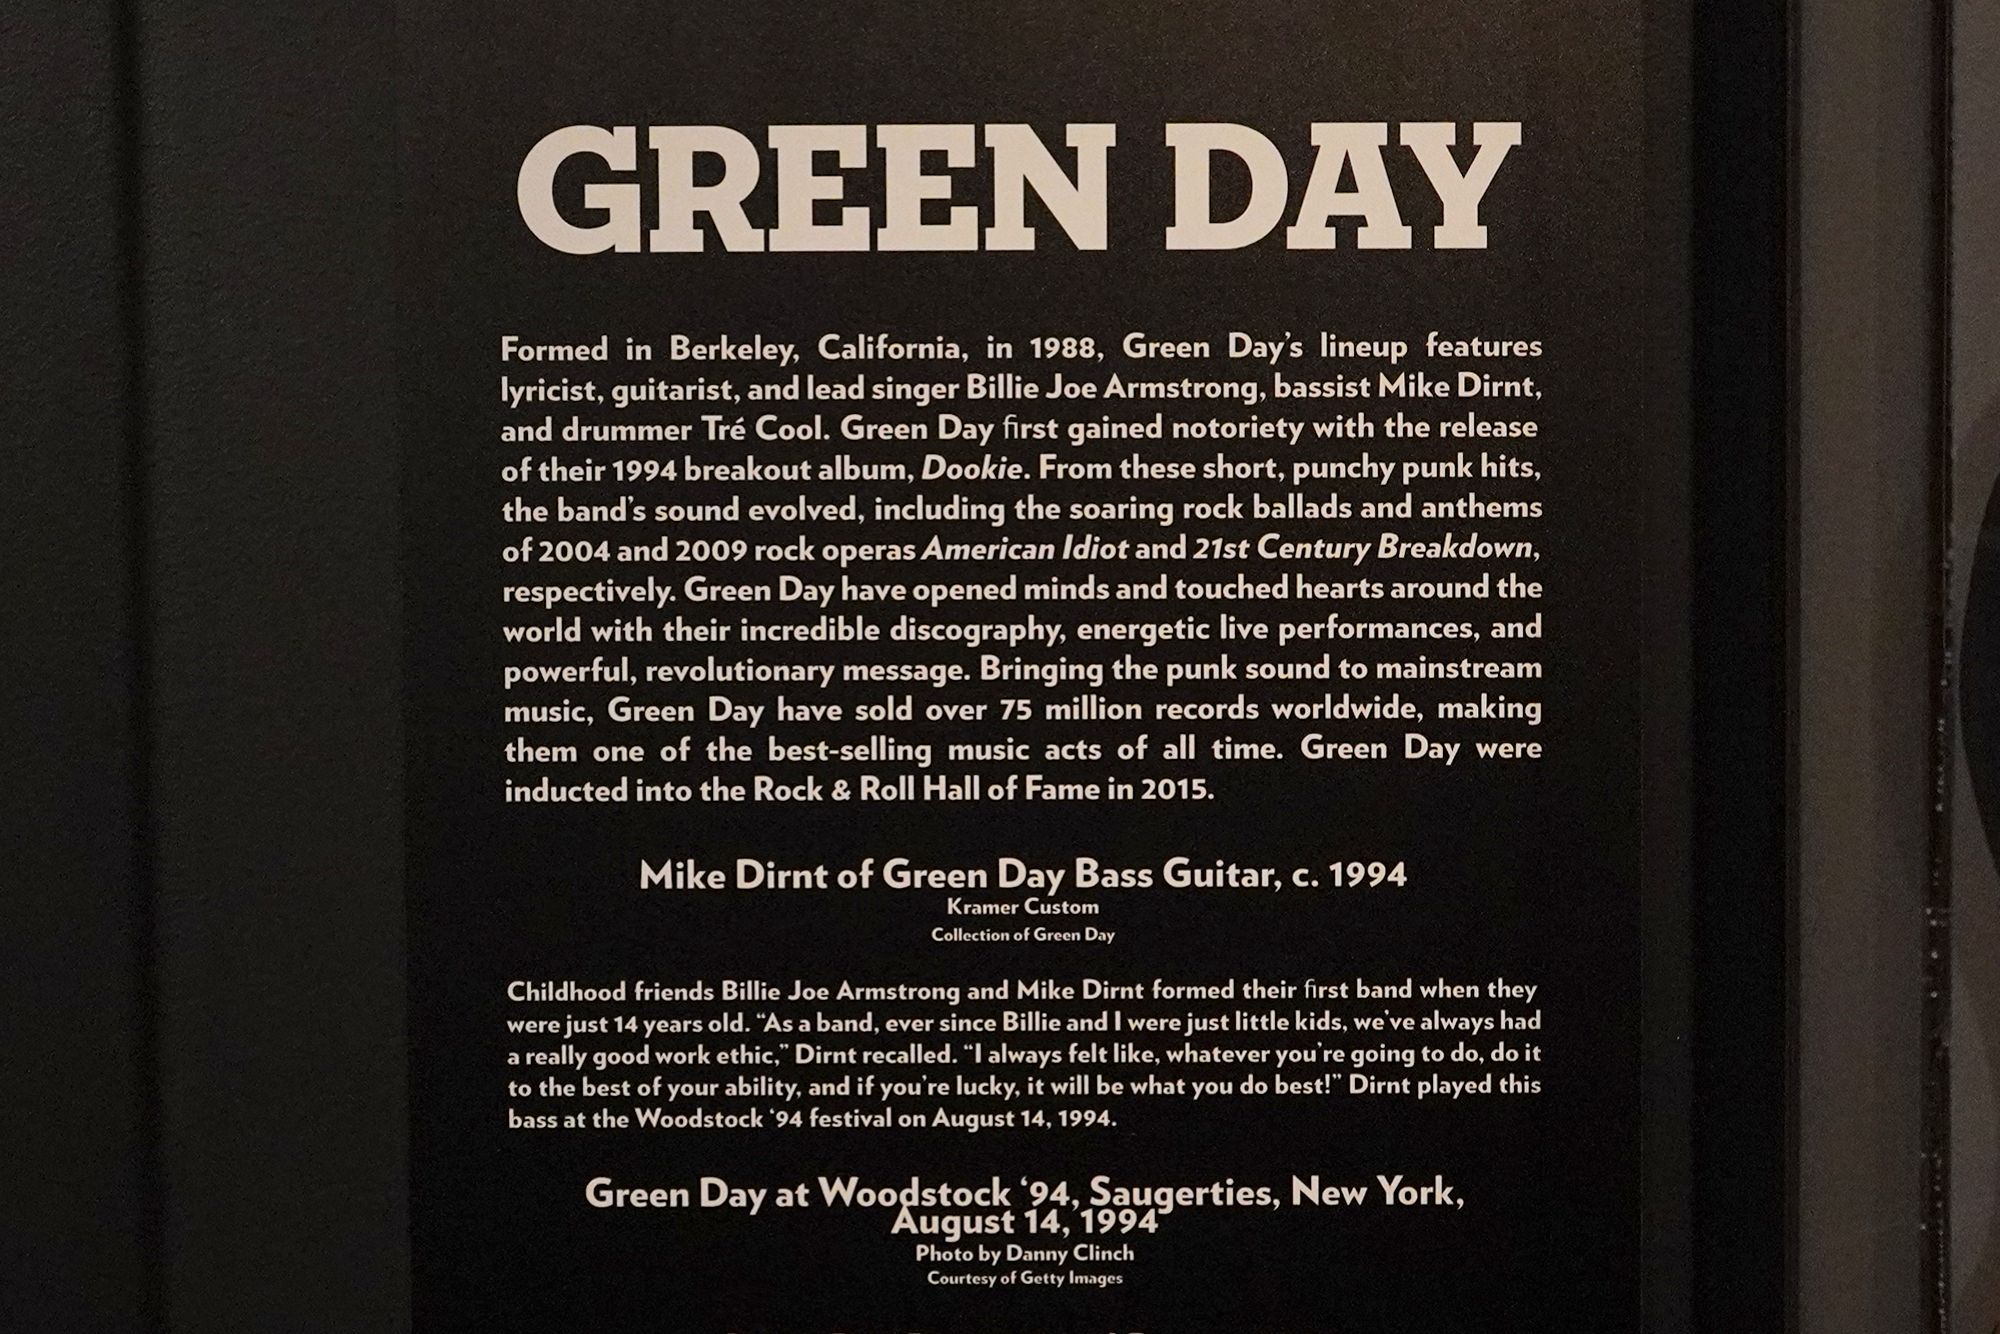 GREEN DAY
Formed in Berkeley, California, in 1988, Green Day's lineup features
lyricist, guitarist, and lead singer Billie Joe Armstrong, bassist Mike Dirnt,
and drummer Tré Cool. Green Day first gained notoriety with the release
of their 1994 breakout album, Dookie. From these short, punchy punk hits,
the band's sound evolved, including the soaring rock ballads and anthems
of 2004 and 2009 rock operas American Idiot and 21st Century Breakdown,
respectively. Green Day have opened minds and touched hearts around the
world with their incredible discography, energetic live performances, and
powerful, revolutionary message. Bringing the punk sound to mainstream
music, Green Day have sold over 75 million records worldwide, making
them one of the best-selling music acts of all time. Green Day were
inducted into the Rock & Roll Hall of Fame in 2015.
Mike Dirnt of Green Day Bass Guitar, c. 1994
Kramer Custom
Collection of Green Day
Childhood friends Billie Joe Armstrong and Mike Dirnt formed their first band when they
were just 14 years old. “As a band, ever since Billie and I were just little kids, we've always had
a really good work ethic,” Dirnt recalled. “I always felt like, whatever you're going to do, do it
to the best of your ability, and if you're lucky, it will be what you do best!” Dirnt played this
bass at the Woodstock ‘94 festival on August 14, 1994.
Green Day at Woodstock ‘94, Saugerties, New York,
August 14, 1994
Photo by Danny Clinch
Courtesy of Getty Images